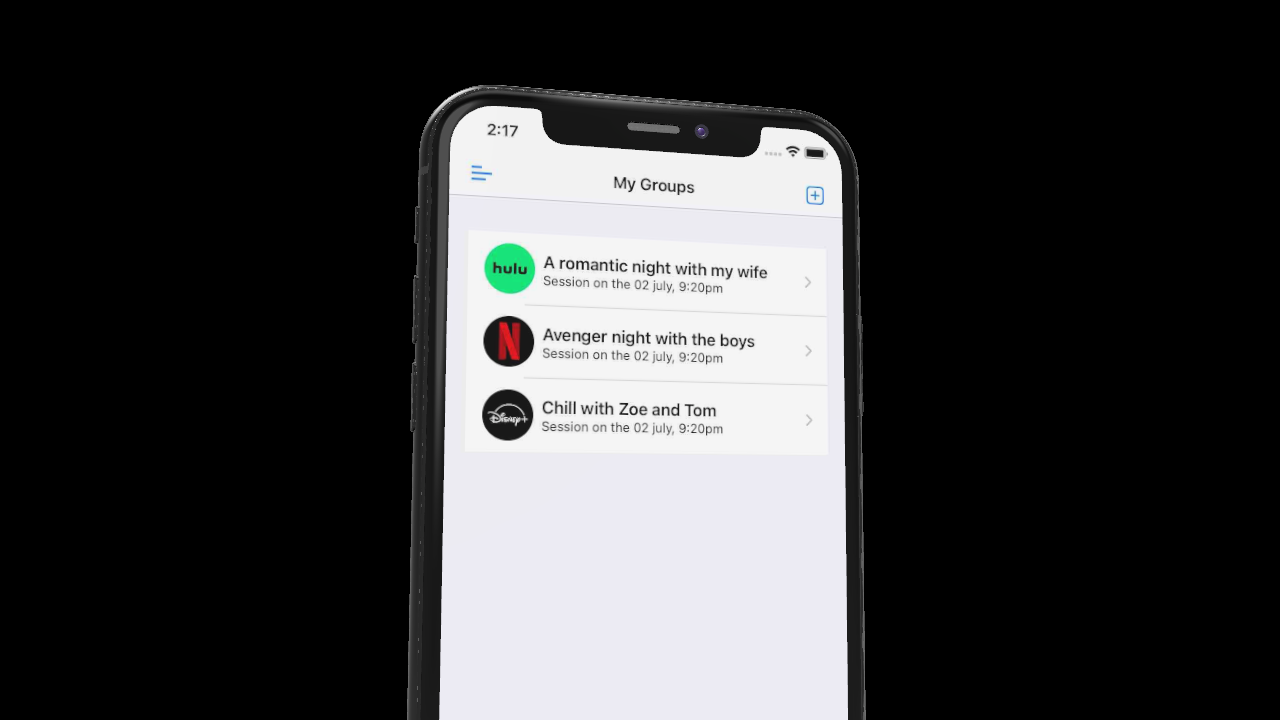 2:17
My Groups
hulu
A romantic night with my wife
Session on the 02 july, 9:20pm
N
Avenger night with the boys
Session on the 02 july, 9:20pm
Disney+
Chill with Zoe and Tom
Session on the 02 july, 9:20pm